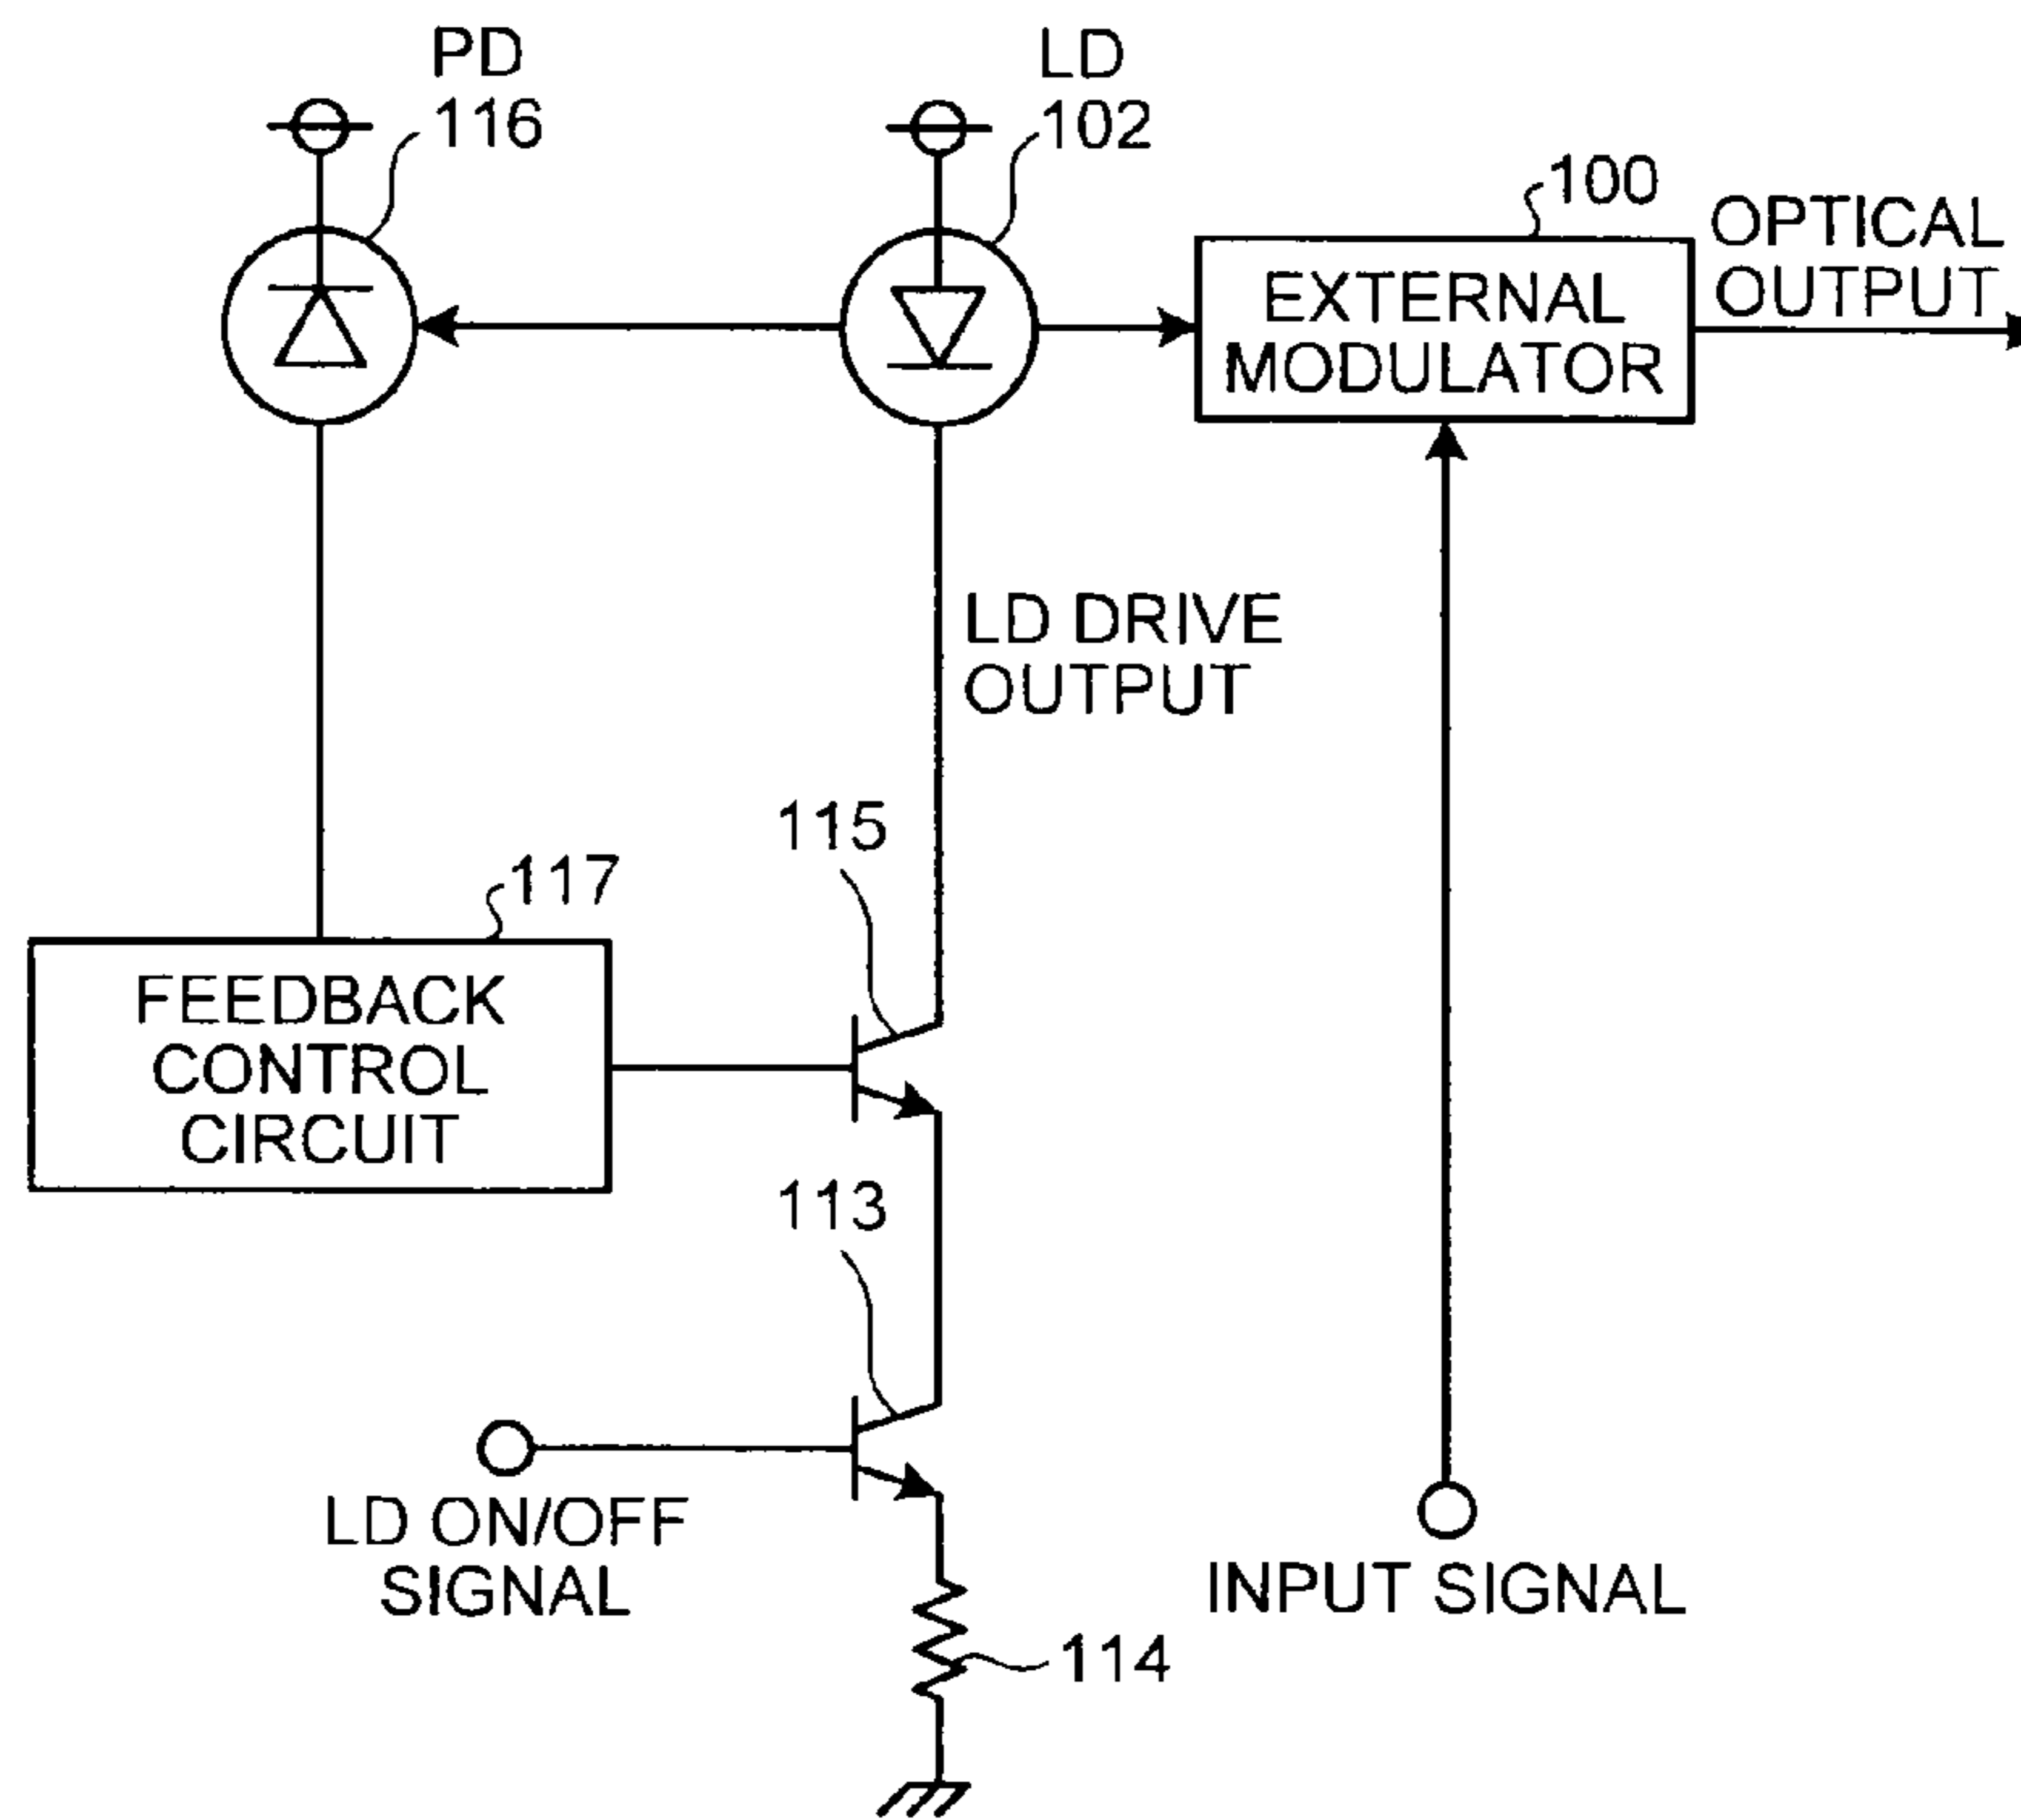 PD
116
LD
102
100
OPTICAL
OUTPUT
EXTERNAL
MODULATOR
LD DRIVE
OUTPUT
115
117
FEEDBACK
CONTROL
CIRCUIT
113
LD ON/OFF
SIGNAL
INPUT SIGNAL
114